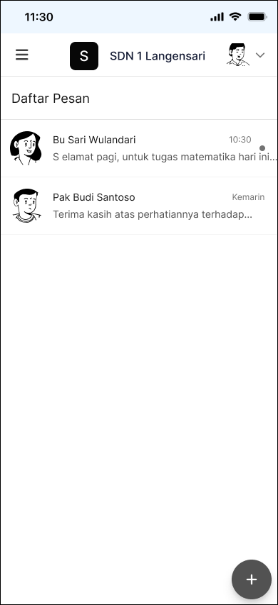 11:30
S SDN 1 Langensari
Daftar Pesan
Bu Sari Wulandari 10:30
S elamat pagi, untuk tugas matematika hari ini...
Pak Budi Santoso Kemarin
Terima kasih atas perhatiannya terhadap...
+